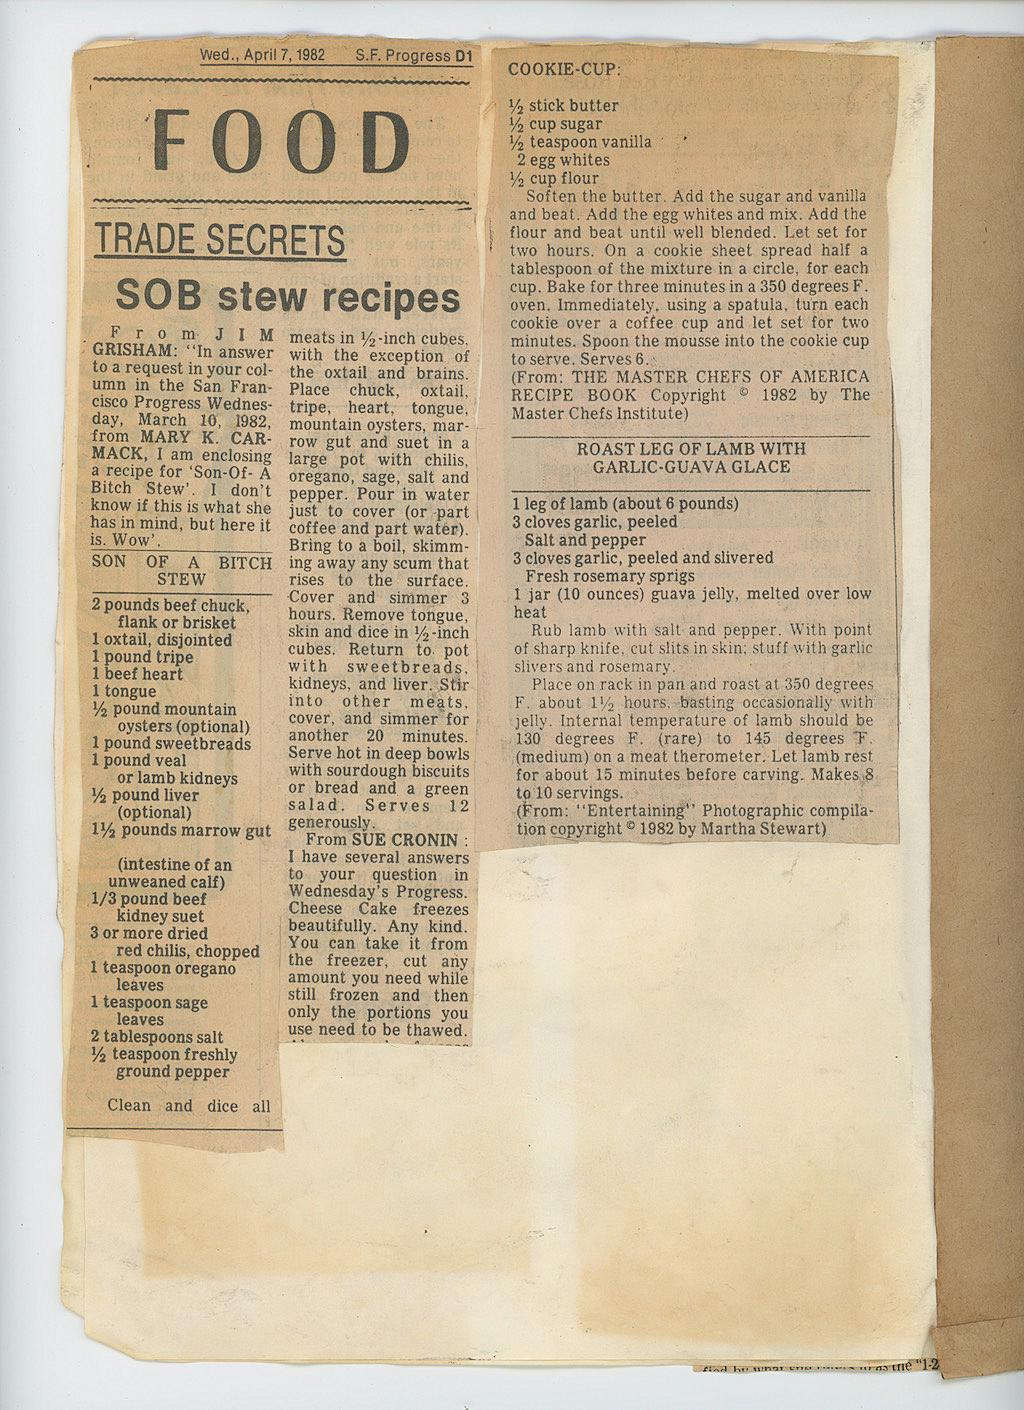 Wed., April 7, 1982 S.F. Progress D1
FOOD
TRADE SECRETS
SOB stew recipes
From JIM
GRISHAM: "In answer
to a request in your col-
umn in the San Fran-
cisco Progress Wednes-
day, March 10, 1982,
from MARY K. CAR-
MACK, I am enclosing
a recipe for 'Son-Of- A
Bitch Stew'. I don't
know if this is what she
has in mind, but here it
is. Wow'.
SON OF A BITCH
STEW
2 pounds beef chuck,
flank or brisket
1 oxtail, disjointed
1 pound tripe
1 beef heart
1 tongue
½ pound mountain
oysters (optional)
1 pound sweetbreads
1 pound veal
or lamb kidneys
½ pound liver
(optional)
1½ pounds marrow gut
(intestine of an
unweaned calf)
1/3 pound beef
kidney suet
3 or more dried
red chilis, chopped
1 teaspoon oregano
leaves
1 teaspoon sage
leaves
2 tablespoons salt
½ teaspoon freshly
ground pepper
Clean and dice all
meats in ½-inch cubes,
with the exception of
the oxtail and brains.
Place chuck, oxtail,
tripe, heart, tongue,
mountain oysters, mar-
row gut and suet in a
large pot with chilis,
oregano, sage, salt and
pepper. Pour in water
just to cover (or part
coffee and part water).
Bring to a boil, skimm-
ing away any scum that
rises to the surface.
Cover and simmer 3
hours. Remove tongue,
skin and dice in ½-inch
cubes. Return to pot
with sweetbreads,
kidneys, and liver. Stir
into other meats,
cover, and simmer for
another 20 minutes.
Serve hot in deep bowls
with sourdough biscuits
or bread and a green
salad. Serves 12
generously.
From SUE CRONIN :
I have several answers
to your question in
Wednesday's Progress.
Cheese Cake freezes
beautifully. Any kind.
You can take it from
the freezer, cut any
amount you need while
still frozen and then
only the portions you
use need to be thawed.
COOKIE-CUP:
½ stick butter
½ cup sugar
½ teaspoon vanilla
2 egg whites
½ cup flour
Soften the butter. Add the sugar and vanilla
and beat. Add the egg whites and mix. Add the
flour and beat until well blended. Let set for
two hours. On a cookie sheet spread half a
tablespoon of the mixture in a circle, for each
cup. Bake for three minutes in a 350 degrees F.
oven. Immediately, using a spatula, turn each
cookie over a coffee cup and let set for two
minutes. Spoon the mousse into the cookie cup
to serve. Serves 6.
(From: THE MASTER CHEFS OF AMERICA
RECIPE BOOK Copyright © 1982 by The
Master Chefs Institute)
ROAST LEG OF LAMB WITH
GARLIC-GUAVA GLACE
1 leg of lamb (about 6 pounds)
3 cloves garlic, peeled
Salt and pepper
3 cloves garlic, peeled and slivered
Fresh rosemary sprigs
1 jar (10 ounces) guava jelly, melted over low
heat
Rub lamb with salt and pepper. With point
of sharp knife, cut slits in skin; stuff with garlic
slivers and rosemary.
Place on rack in pan and roast at 350 degrees
F. about 1½ hours, basting occasionally with
jelly. Internal temperature of lamb should be
130 degrees F. (rare) to 145 degrees F.
(medium) on a meat therometer. Let lamb rest
for about 15 minutes before carving. Makes 8
to 10 servings.
(From: "Entertaining" Photographic compila-
tion copyright © 1982 by Martha Stewart)
by what she as the "1-2